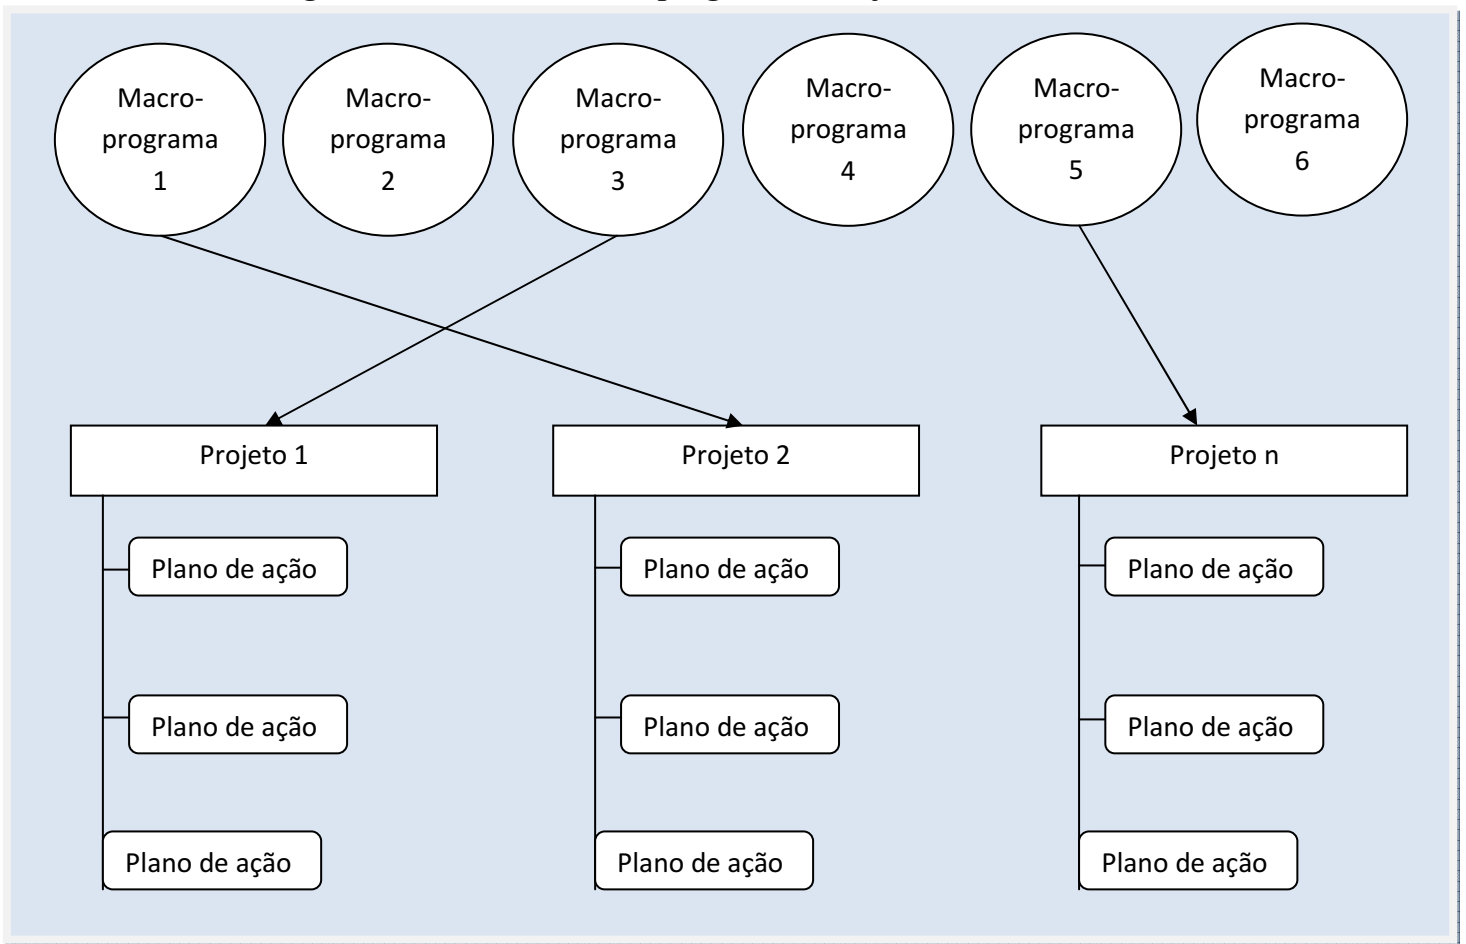 Macro-
programa
1
Macro-
programa
2
Macro-
programa
3
Macro-
programa
4
Macro-
programa
5
Macro-
programa
6
Projeto 1
Projeto 2
Projeto n
Plano de ação
Plano de ação
Plano de ação
Plano de ação
Plano de ação
Plano de ação
Plano de ação
Plano de ação
Plano de ação